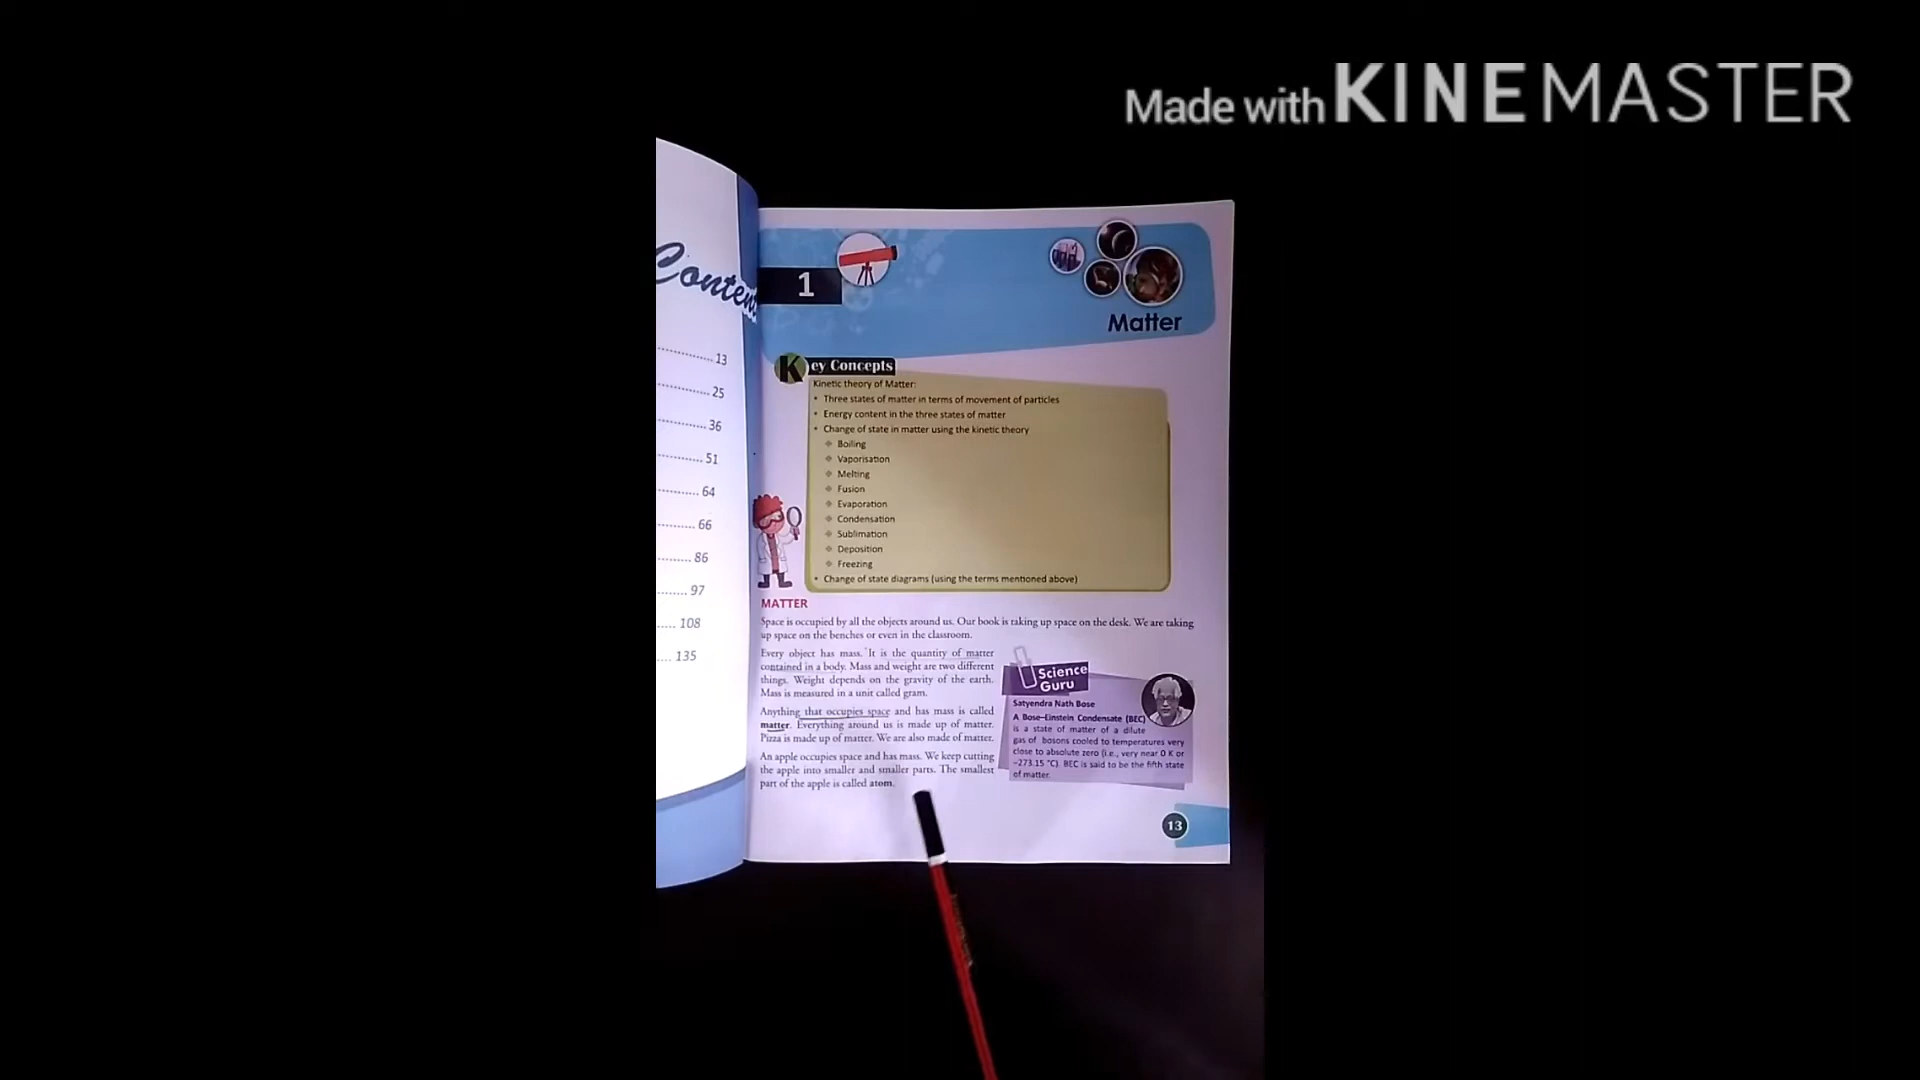 Made with KINEMASTER
Conten
13
25
36
51
64
66
86
97
108
135
1
Matter
Key Concepts
Kinetic theory of Matter:
• Three states of matter in terms of movement of particles
• Energy content in the three states of matter
• Change of state in matter using the kinetic theory
❖ Boiling
❖ Vaporisation
❖ Melting
❖ Fusion
❖ Evaporation
❖ Condensation
❖ Sublimation
❖ Deposition
❖ Freezing
• Change of state diagrams (using the terms mentioned above)
MATTER
Space is occupied by all the objects around us. Our book is taking up space on the desk. We are taking
up space on the benches or even in the classroom.
Every object has mass. It is the quantity of matter
contained in a body. Mass and weight are two different
things. Weight depends on the gravity of the earth.
Mass is measured in a unit called gram.
Anything that occupies space and has mass is called
matter. Everything around us is made up of matter.
Pizza is made up of matter. We are also made of matter.
An apple occupies space and has mass. We keep cutting
the apple into smaller and smaller parts. The smallest
part of the apple is called atom.
Science
Guru
Satyendra Nath Bose
A Bose–Einstein Condensate (BEC)
is a state of matter of a dilute
gas of bosons cooled to temperatures very
close to absolute zero (i.e., very near 0 K or
−273.15 °C). BEC is said to be the fifth state
of matter.
13